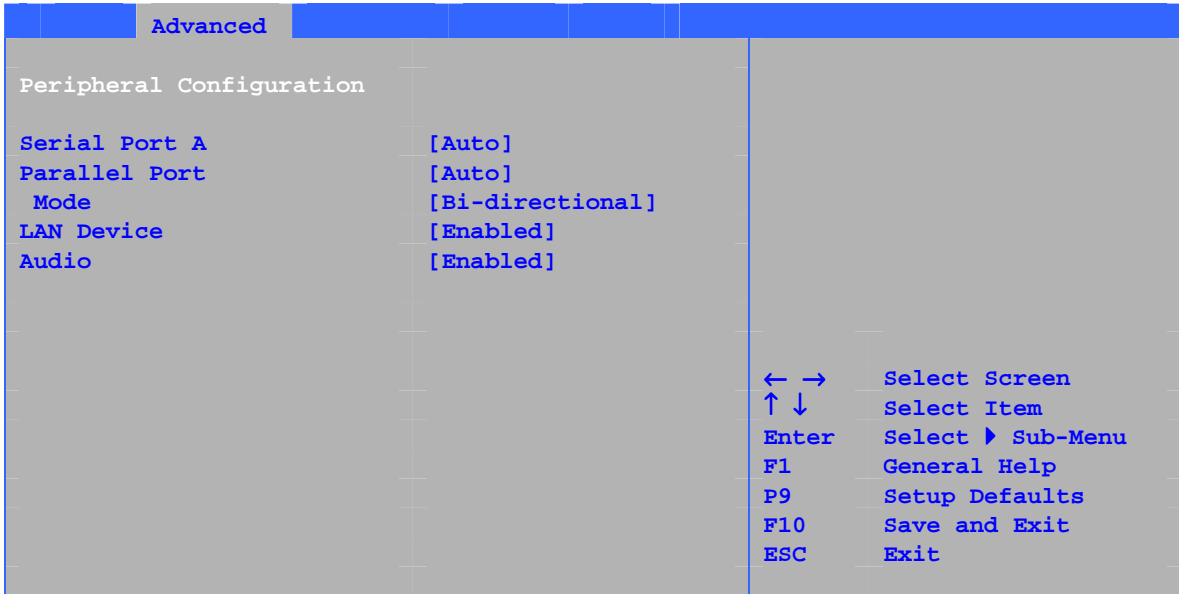 Advanced
Peripheral Configuration
Serial Port A [Auto]
Parallel Port [Auto]
Mode [Bi-directional]
LAN Device [Enabled]
Audio [Enabled]
← → Select Screen
↑ ↓ Select Item
Enter Select ▶ Sub-Menu
F1 General Help
P9 Setup Defaults
F10 Save and Exit
ESC Exit